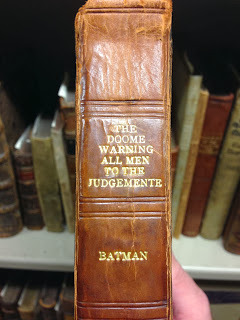 THE
DOOME
WARNING
ALL MEN
TO THE
JUDGEMENTE
BATMAN